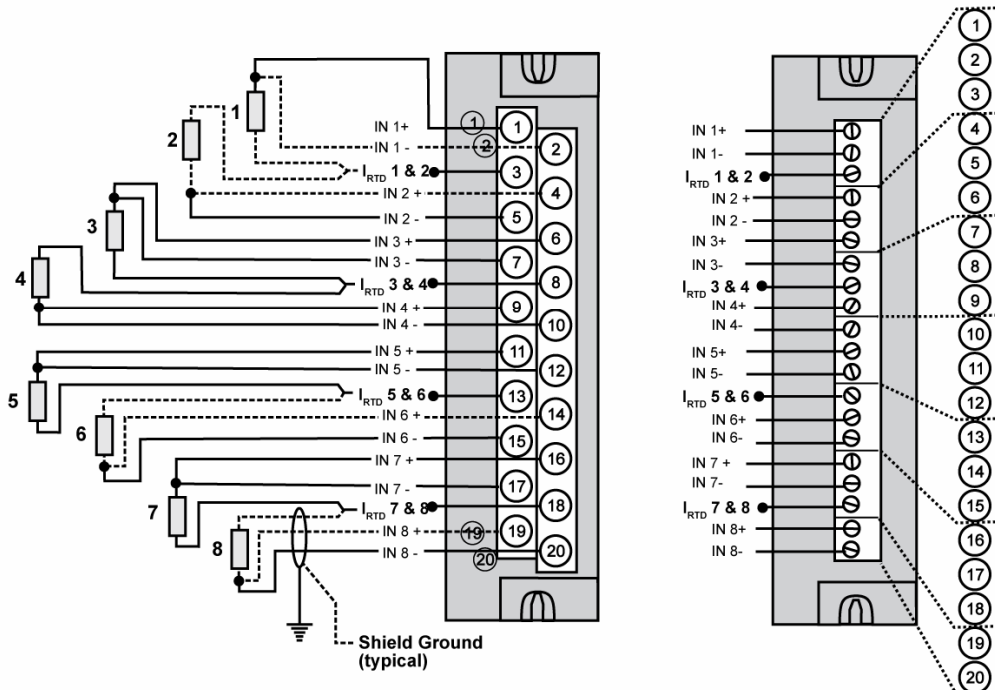 1
IN 1+ ① ①
2
IN 1 - ② ②
I RTD 1 & 2 ③
IN 2 + ④
IN 2 - ⑤
3
IN 3 + ⑥
IN 3 - ⑦
4
I RTD 3 & 4 ⑧
IN 4 + ⑨
IN 4 - ⑩
IN 5 + ⑪
IN 5 - ⑫
5
I RTD 5 & 6 ⑬
IN 6 + ⑭
6
IN 6 - ⑮
IN 7 + ⑯
IN 7 - ⑰
7
I RTD 7 & 8 ⑱
IN 8 + ⑲ ⑲
8
IN 8 - ⑳ ⑳
Shield Ground
(typical)
IN 1+
IN 1-
I RTD 1 & 2
IN 2 +
IN 2 -
IN 3+
IN 3-
I RTD 3 & 4
IN 4+
IN 4-
IN 5+
IN 5-
I RTD 5 & 6
IN 6+
IN 6-
IN 7 +
IN 7-
I RTD 7 & 8
IN 8+
IN 8-
①
②
③
④
⑤
⑥
⑦
⑧
⑨
⑩
⑪
⑫
⑬
⑭
⑮
⑯
⑰
⑱
⑲
⑳